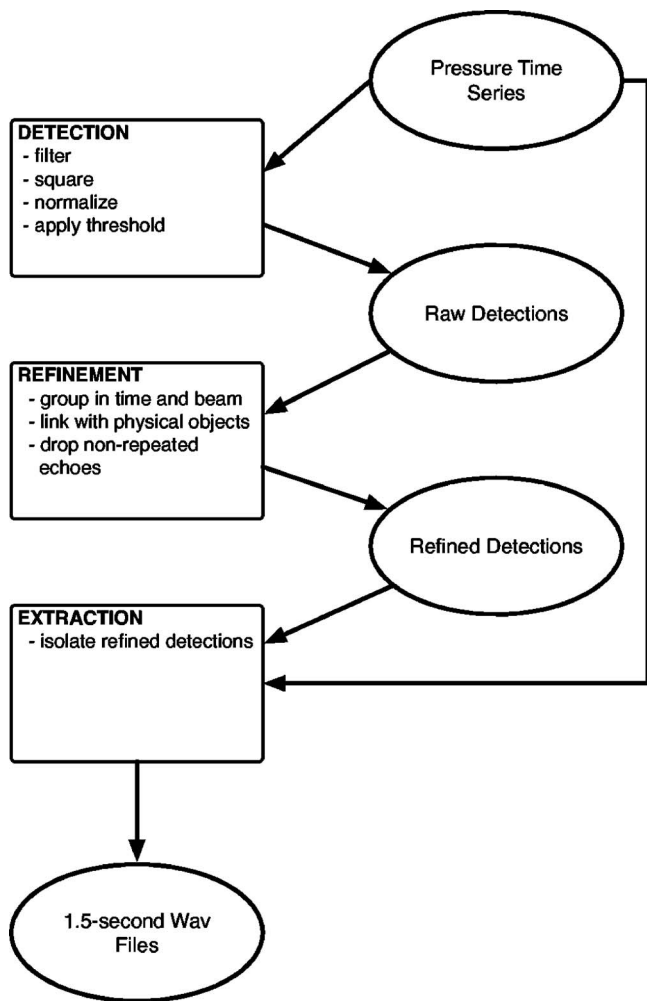 Pressure Time
Series
DETECTION
- filter
- square
- normalize
- apply threshold
Raw Detections
REFINEMENT
- group in time and beam
- link with physical objects
- drop non-repeated
echoes
Refined Detections
EXTRACTION
- isolate refined detections
1.5-second Wav
Files